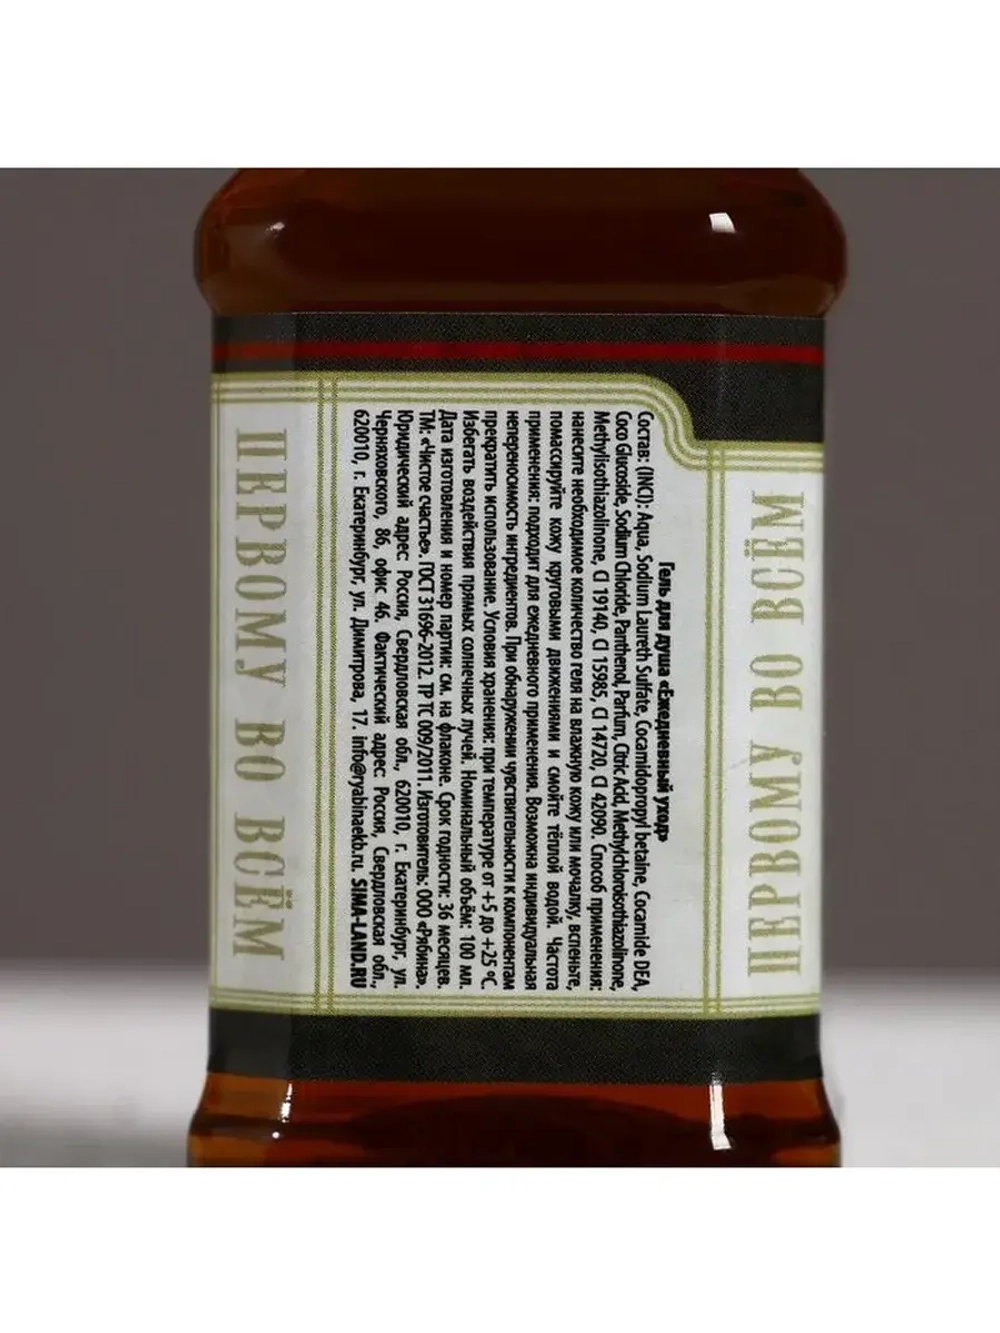 Гель для душа «Ежедневный уход»
Состав: (INCI): Aqua, Sodium Laureth Sulfate, Cocamidopropyl betaine, Cocamide DEA,
Coco Glucoside, Sodium Chloride, Panthenol, Parfum, Citric Acid, Methylchloroisothiazolinone,
Methylisothiazolinone, CI 19140, CI 15985, CI 14720, CI 42090. Способ применения:
нанесите необходимое количество геля на влажную кожу или мочалку, вспеньте,
помассируйте кожу круговыми движениями и смойте тёплой водой. Частота
применения: подходит для ежедневного применения. Возможна индивидуальная
непереносимость ингредиентов. При обнаружении чувствительности к компонентам
прекратить использование. Условия хранения: при температуре от +5 до +25 °C.
Избегать воздействия прямых солнечных лучей. Номинальный объём: 100 мл.
Дата изготовления и номер партии: см. на флаконе. Срок годности: 36 месяцев.
ТМ: «Чистое счастье». ГОСТ 31696-2012. ТР ТС 009/2011. Изготовитель: ООО «Рябина».
Юридический адрес: Россия, Свердловская обл., 620010, г. Екатеринбург, ул.
Черняховского, 86, офис 46. Фактический адрес: Россия, Свердловская обл.,
620010, г. Екатеринбург, ул. Димитрова, 17. info@ryabinaekb.ru. SIMA-LAND.RU
ПЕРВОМУ ВО ВСЁМ
ПЕРВОМУ ВО ВСЁМ